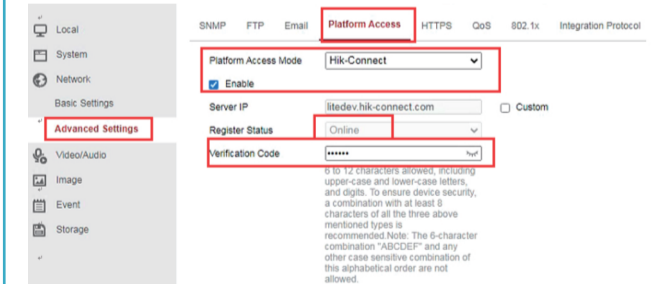 Local
System
Network
Basic Settings
Advanced Settings
Video/Audio
Image
Event
Storage
SNMP FTP Email Platform Access HTTPS QoS 802.1x Integration Protocol
Platform Access Mode Hik-Connect
Enable
Server IP litedev.hik-connect.com Custom
Register Status Online
Verification Code ••••••
6 to 12 characters allowed, including
upper-case and lower-case letters,
and digits. To ensure device security,
a combination with at least 8
characters of all the three above
mentioned types is
recommended.Note: The 6-character
combination "ABCDEF" and any
other case sensitive combination of
this alphabetical order are not
allowed.